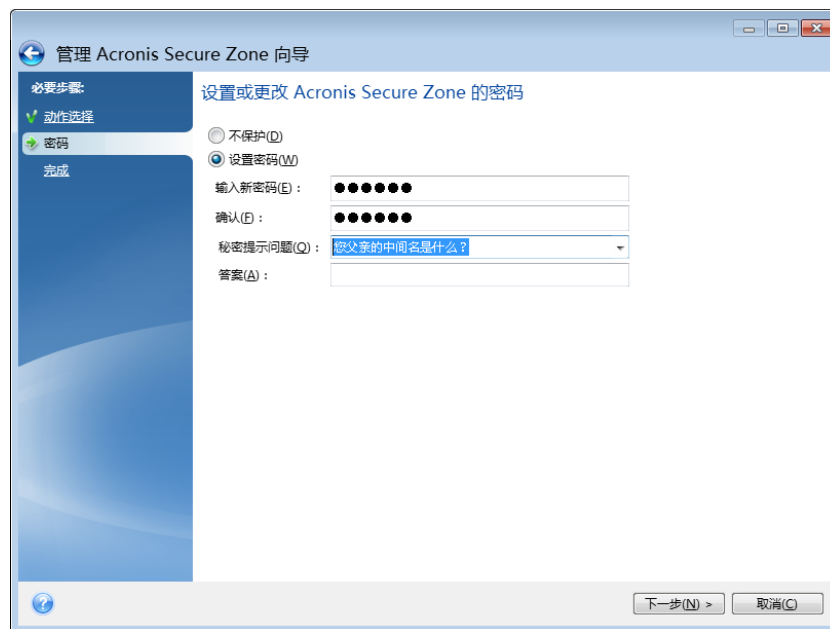 管理 Acronis Secure Zone 向导
必要步骤:
动作选择
密码
完成
设置或更改 Acronis Secure Zone 的密码
不保护(D)
设置密码(W)
输入新密码(E)：
确认(F)：
秘密提示问题(Q)： 您父亲的中间名是什么？
答案(A)：
下一步(N) > 取消(C)